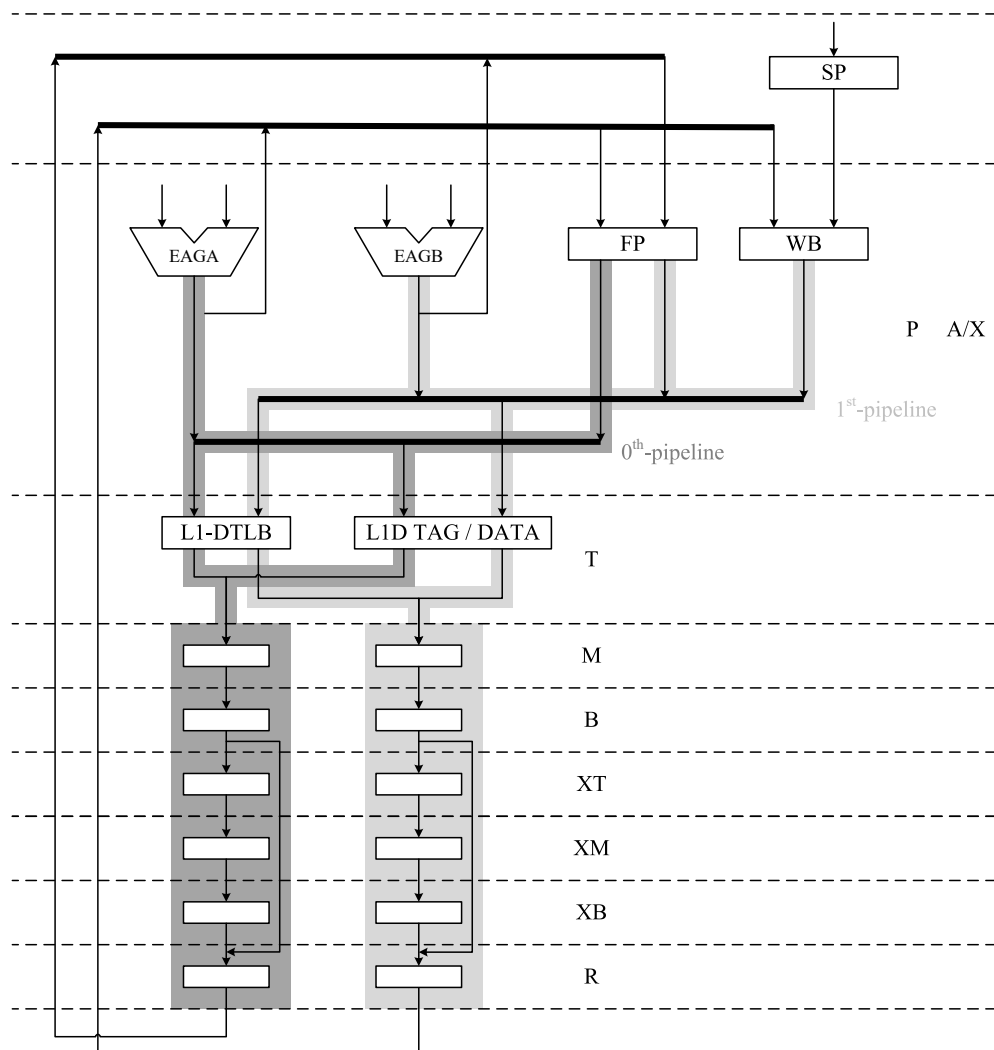 SP
EAGA
EAGB
FP
WB
P A/X
1st-pipeline
0th-pipeline
L1-DTLB
L1D TAG / DATA
T
M
B
XT
XM
XB
R